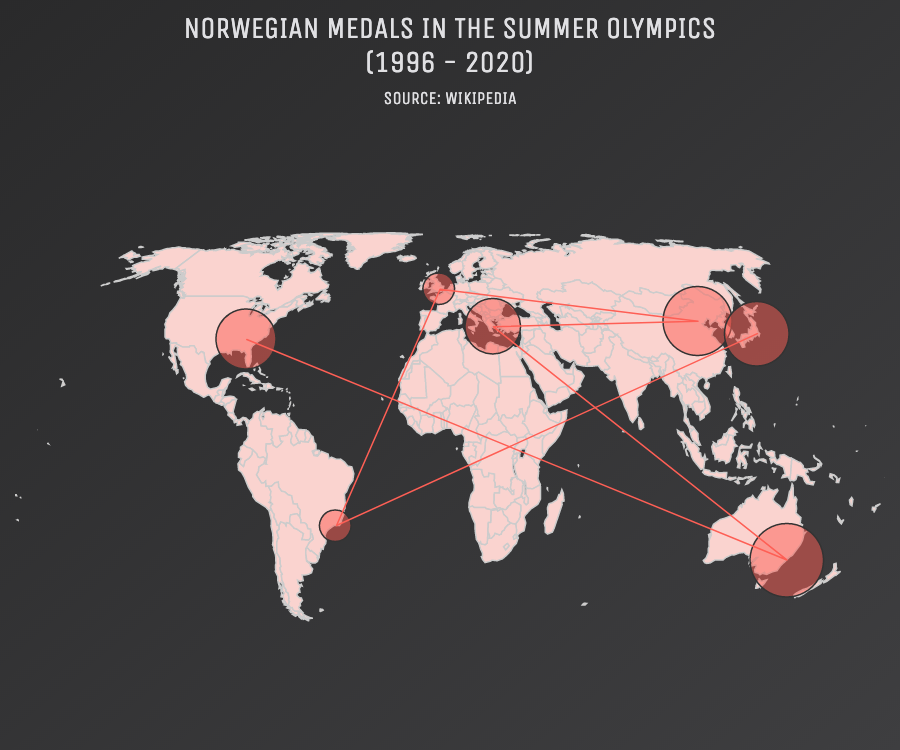 NORWEGIAN MEDALS IN THE SUMMER OLYMPICS
(1996 - 2020)
SOURCE: WIKIPEDIA